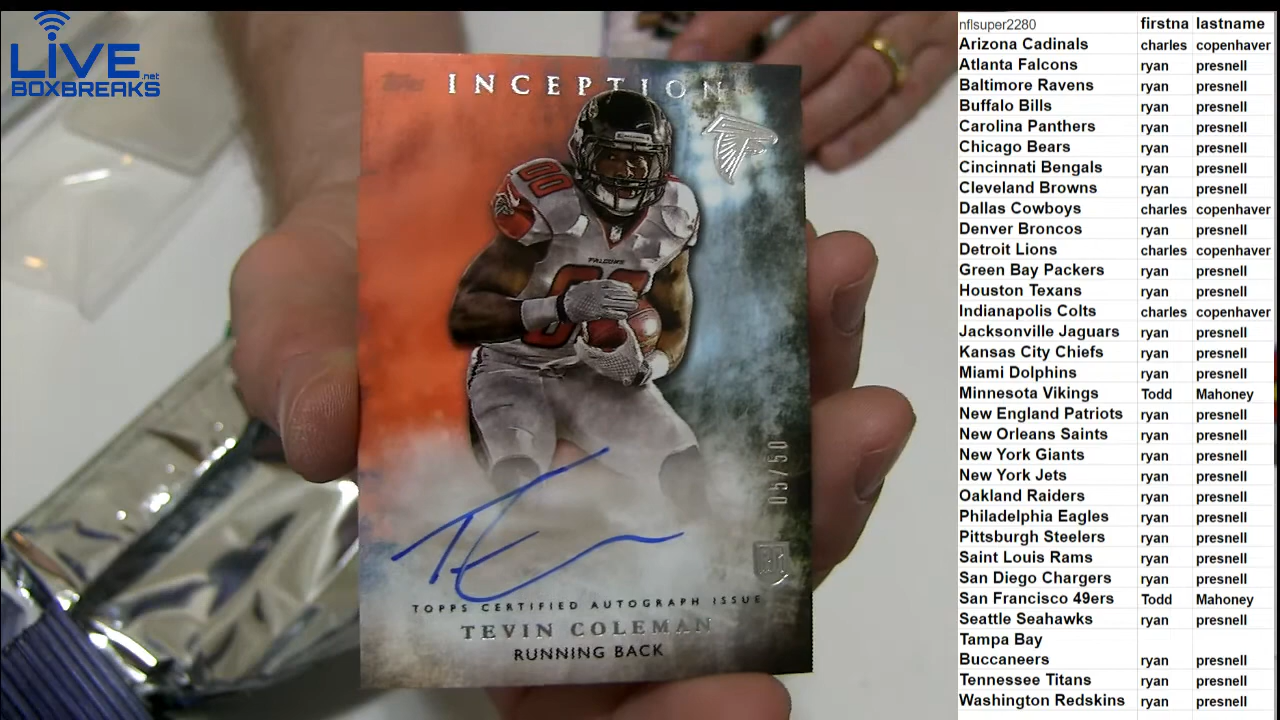 LIVE
.net
BOXBREAKS
INCEPTION
FALCONS
00
00
05/50
RC
TOPPS CERTIFIED AUTOGRAPH ISSUE
TEVIN COLEMAN
RUNNING BACK
nflsuper2280 firstna lastname
Arizona Cadinals charles copenhaver
Atlanta Falcons ryan presnell
Baltimore Ravens ryan presnell
Buffalo Bills ryan presnell
Carolina Panthers ryan presnell
Chicago Bears ryan presnell
Cincinnati Bengals ryan presnell
Cleveland Browns ryan presnell
Dallas Cowboys charles copenhaver
Denver Broncos ryan presnell
Detroit Lions charles copenhaver
Green Bay Packers ryan presnell
Houston Texans ryan presnell
Indianapolis Colts charles copenhaver
Jacksonville Jaguars ryan presnell
Kansas City Chiefs ryan presnell
Miami Dolphins ryan presnell
Minnesota Vikings Todd Mahoney
New England Patriots ryan presnell
New Orleans Saints ryan presnell
New York Giants ryan presnell
New York Jets ryan presnell
Oakland Raiders ryan presnell
Philadelphia Eagles ryan presnell
Pittsburgh Steelers ryan presnell
Saint Louis Rams ryan presnell
San Diego Chargers ryan presnell
San Francisco 49ers Todd Mahoney
Seattle Seahawks ryan presnell
Tampa Bay
Buccaneers ryan presnell
Tennessee Titans ryan presnell
Washington Redskins ryan presnell